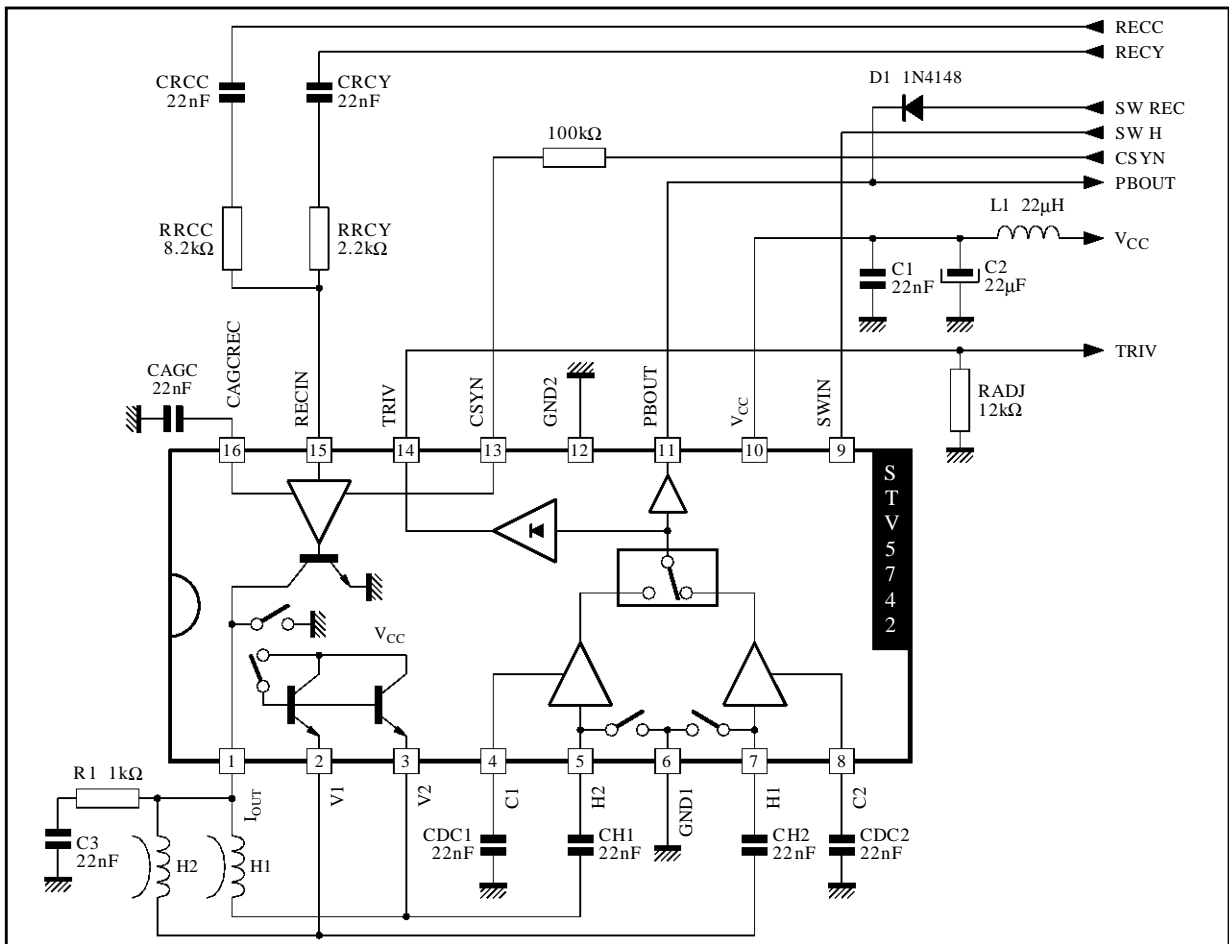 RECC
RECY
CRCC
22nF
CRCY
22nF
D1 1N4148
SW REC
100kΩ
SW H
CSYN
PBOUT
L1 22µH
RRCC
8.2kΩ
RRCY
2.2kΩ
VCC
C1
22nF
C2
22µF
TRIV
CAGC
22nF
CAGCREC
RECIN
TRIV
CSYN
GND2
PBOUT
VCC
SWIN
RADJ
12kΩ
16
15
14
13
12
11
10
9
STV5742
VCC
1
2
3
4
5
6
7
8
R1 1kΩ
IOUT
V1
V2
C1
H2
GND1
H1
C2
C3
22nF
H2
H1
CDC1
22nF
CH1
22nF
CH2
22nF
CDC2
22nF